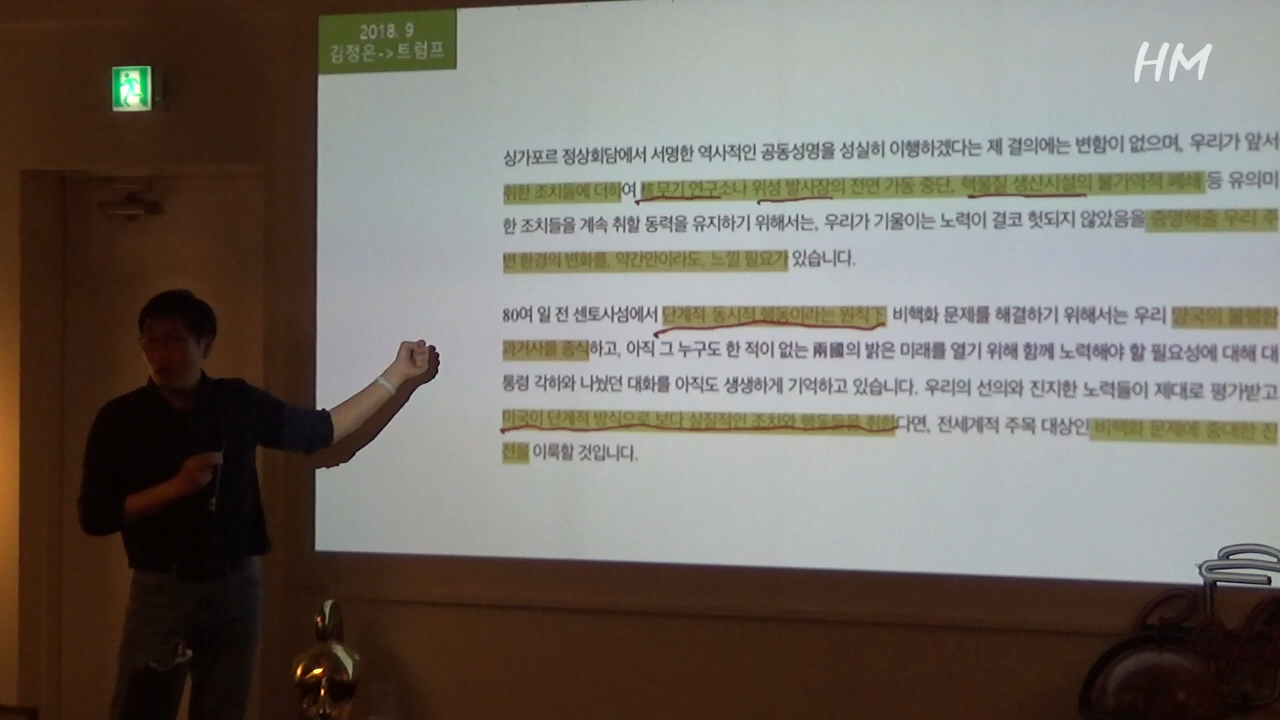 2018. 9
김정은->트럼프
HM
싱가포르 정상회담에서 서명한 역사적인 공동성명을 성실히 이행하겠다는 제 결의에는 변함이 없으며, 우리가 앞서
취한 조치들에 더하여 핵무기 연구소나 위성 발사장의 전면 가동 중단, 핵물질 생산시설의 불가역적 폐쇄 등 유의미
한 조치들을 계속 취할 동력을 유지하기 위해서는, 우리가 기울이는 노력이 결코 헛되지 않았음을 증명해줄 우리 주
변 환경의 변화를, 약간만이라도, 느낄 필요가 있습니다.
80여 일 전 센토사섬에서 단계적 동시적 행동이라는 원칙下 비핵화 문제를 해결하기 위해서는 우리 양국의 불행한
과거사를 종식하고, 아직 그 누구도 한 적이 없는 兩國의 밝은 미래를 열기 위해 함께 노력해야 할 필요성에 대해 대
통령 각하와 나눴던 대화를 아직도 생생하게 기억하고 있습니다. 우리의 선의와 진지한 노력들이 제대로 평가받고
미국이 단계적 방식으로 보다 실질적인 조치와 행동들을 취한다면, 전세계적 주목 대상인 비핵화 문제에 중대한 진
전을 이룩할 것입니다.